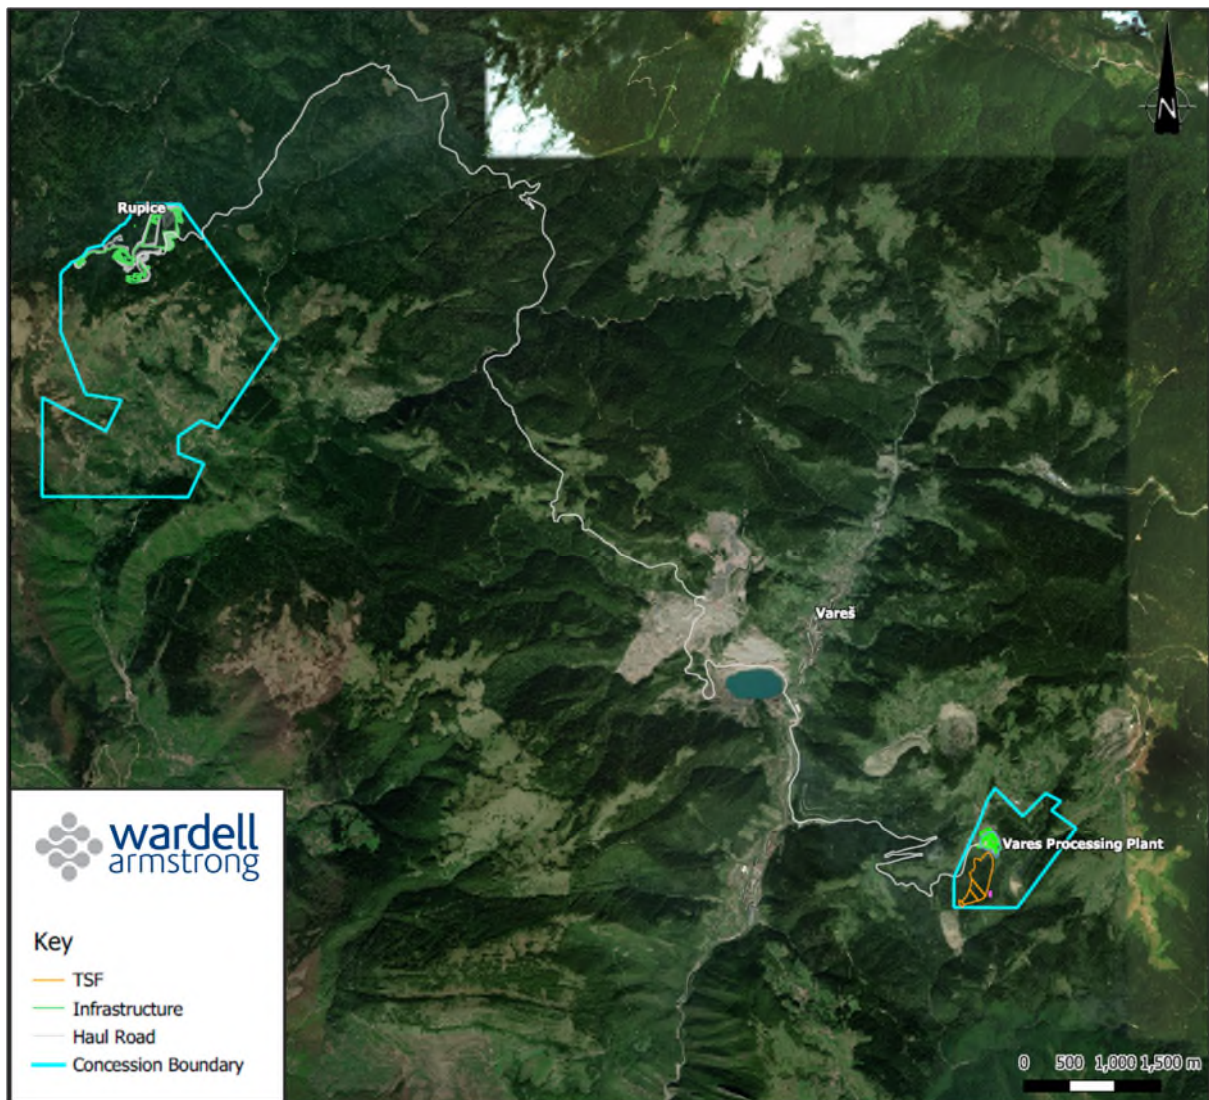 N
Rupice
Vareš
Vares Processing Plant
wardell
armstrong
Key
TSF
Infrastructure
Haul Road
Concession Boundary
0 500 1,000 1,500 m